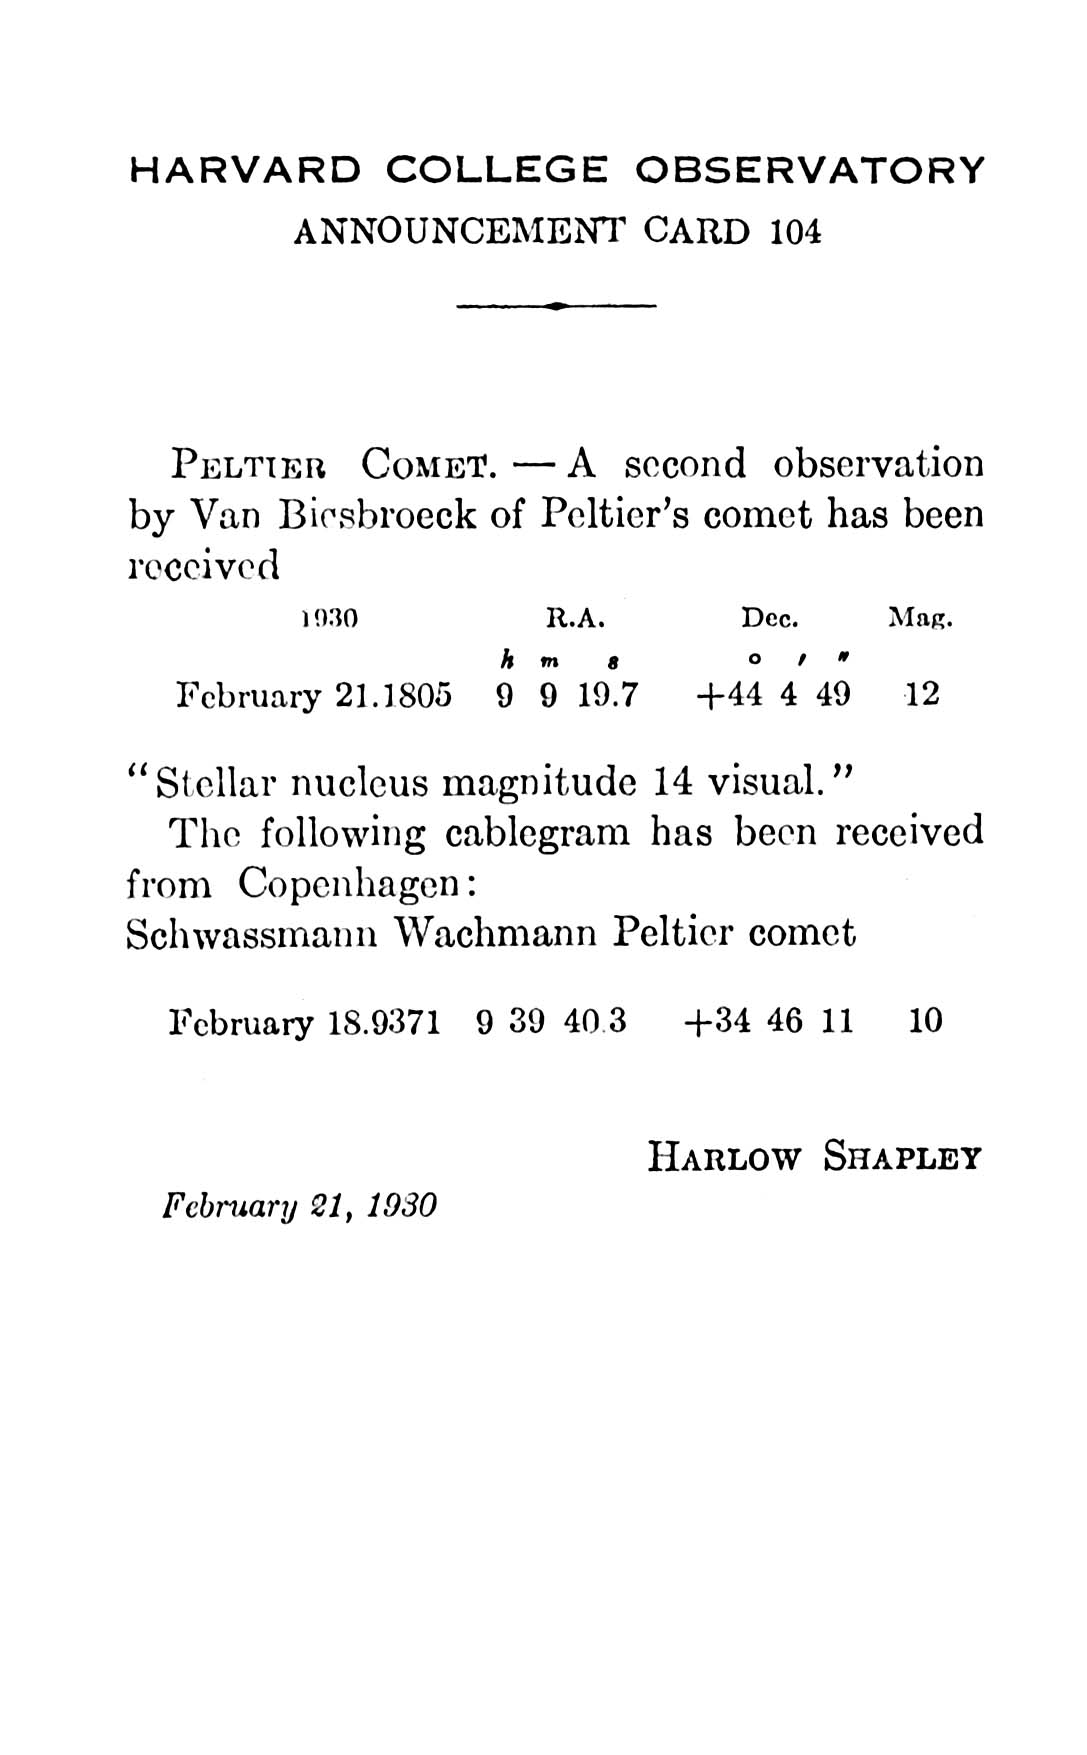 HARVARD COLLEGE OBSERVATORY
ANNOUNCEMENT CARD 104
PELTIER COMET. — A second observation
by Van Biesbroeck of Peltier's comet has been
received
1930 R.A. Dec. Mag.
h m s ° ′ ″
February 21.1805 9 9 19.7 +44 4 49 12
“Stellar nucleus magnitude 14 visual.”
The following cablegram has been received
from Copenhagen:
Schwassmann Wachmann Peltier comet
February 18.9371 9 39 40.3 +34 46 11 10
HARLOW SHAPLEY
February 21, 1930